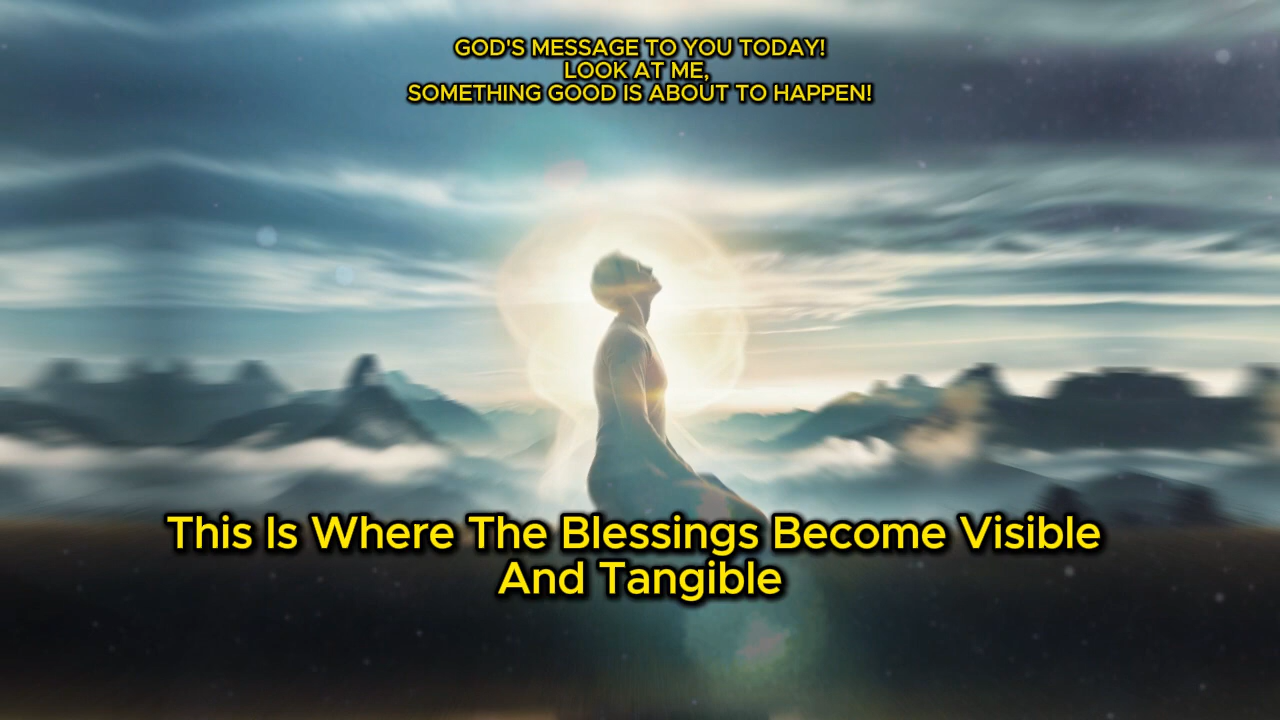 GOD'S MESSAGE TO YOU TODAY!
LOOK AT ME,
SOMETHING GOOD IS ABOUT TO HAPPEN!
This Is Where The Blessings Become Visible
And Tangible